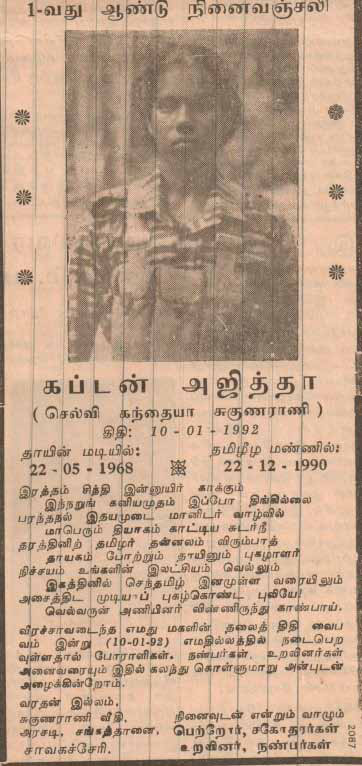 1-வது ஆண்டு நினைவஞ்சலி
கப்டன் அஜித்தா
( செல்வி கந்தையா சுகுணராணி )
திதி: 10 - 01 - 1992
தாயின் மடியில்: தமிழீழ மண்ணில்:
22 - 05 - 1968 22 - 12 - 1990
இரத்தம் சிந்தி இன்னுயிர் காக்கும்
இந்நறுங் கனியமுதம் இப்போ திங்கில்லை
பரந்ததல் இதயமுடை மானிடர் வாழ்வில்
மாபெரும் தியாகம் காட்டிய சுடர்நீ
தரத்தினிற் தமிழர் தன்னலம் விரும்பாத்
தாயகம் போற்றும் தாயினும் புகழாளர்
நிச்சயம் உங்களின் இலட்சியம் வெல்லும்
இகத்தினில் செந்தமிழ் இனமுள்ள வரையிலும்
அசைத்திட முடியாப் புகழ்கொண்ட புவியே!
வெல்வருன் அணியினர் விண்ணிருந்து காண்பாய்.
வீரச்சாவடைந்த எமது மகளின் தலைத் திதி வைப
வம் இன்று (10-01-92) எமதில்லத்தில் நடைபெற
வுள்ளதால் போராளிகள். நண்பர்கள். உறவினர்கள்
அனைவரையும் இதில் கலந்து கொள்ளுமாறு அன்புடன்
அழைக்கின்றோம்.
வரதன் இல்லம்,
சுகுணராணி வீதி,
அரசடி, சங்கத்தானை,
சாவகச்சேரி.
நினைவுடன் என்றும் வாழும்
பெற்றோர், சகோதரர்கள்
உறவினர், நண்பர்கள்
2087